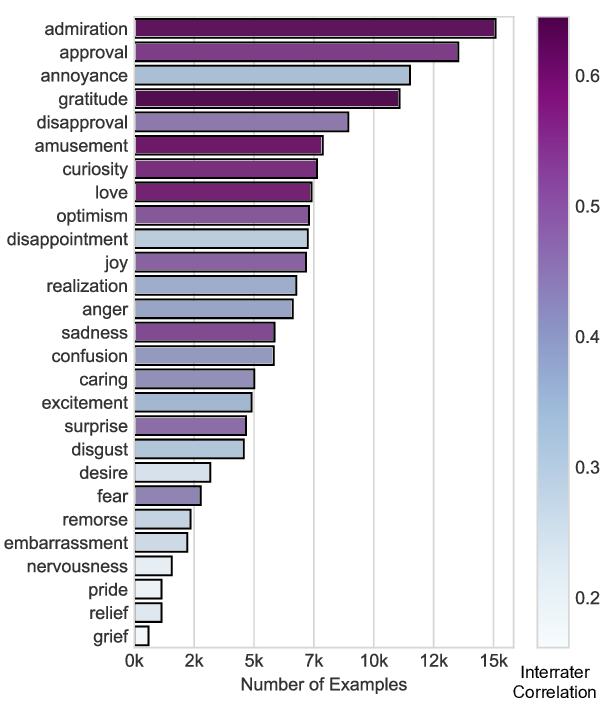 admiration
approval
annoyance
gratitude
disapproval
amusement
curiosity
love
optimism
disappointment
joy
realization
anger
sadness
confusion
caring
excitement
surprise
disgust
desire
fear
remorse
embarrassment
nervousness
pride
relief
grief
0k 2k 5k 7k 10k 12k 15k
Number of Examples
0.6
0.5
0.4
0.3
0.2
Interrater
Correlation